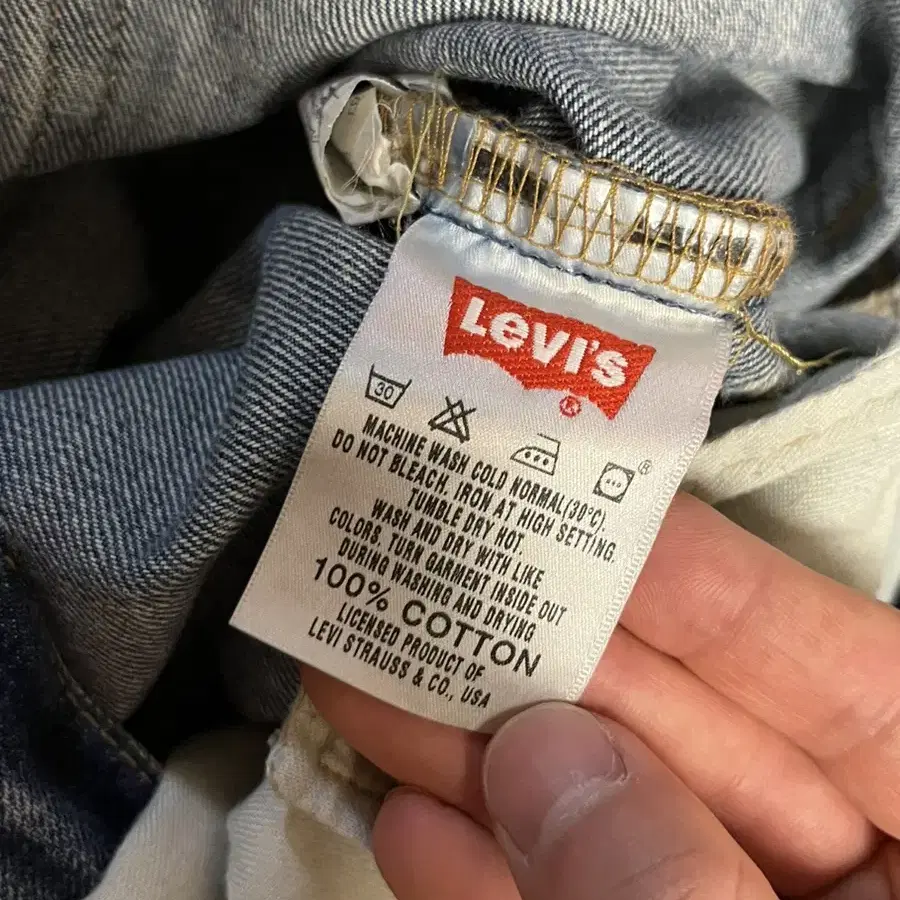 Levi's
®
30
®
MACHINE WASH COLD NORMAL(30°C).
DO NOT BLEACH. IRON AT HIGH SETTING.
TUMBLE DRY HOT.
WASH AND DRY WITH LIKE
COLORS. TURN GARMENT INSIDE OUT
DURING WASHING AND DRYING
100% COTTON
LICENSED PRODUCT OF
LEVI STRAUSS & CO., USA